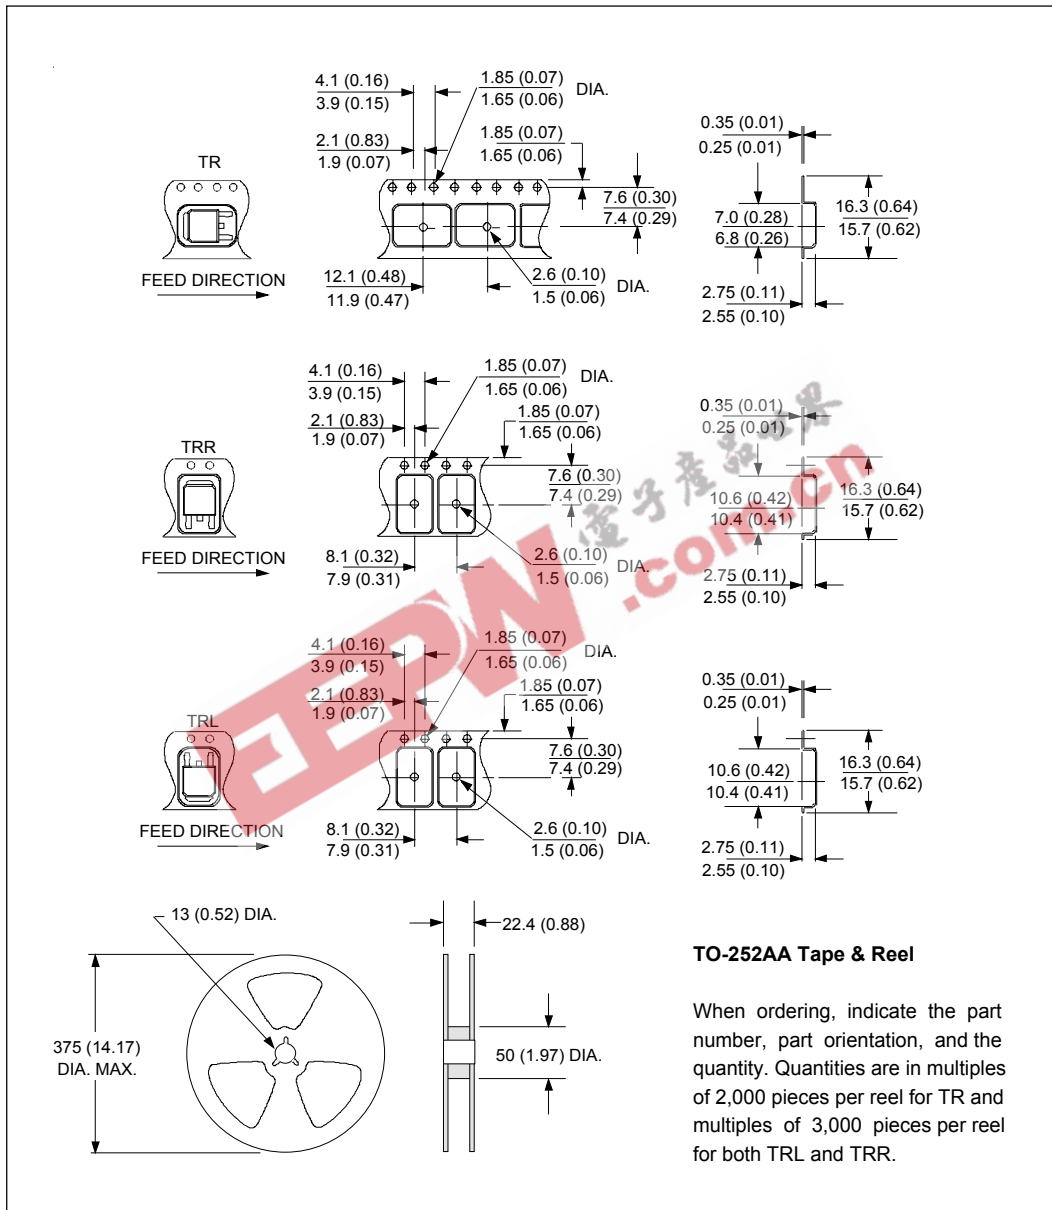 4.1 (0.16)
3.9 (0.15)
1.85 (0.07)
1.65 (0.06)
DIA.
2.1 (0.83)
1.9 (0.07)
1.85 (0.07)
1.65 (0.06)
0.35 (0.01)
0.25 (0.01)
TR
7.6 (0.30)
7.4 (0.29)
7.0 (0.28)
6.8 (0.26)
16.3 (0.64)
15.7 (0.62)
FEED DIRECTION
12.1 (0.48)
11.9 (0.47)
2.6 (0.10)
1.5 (0.06)
DIA.
2.75 (0.11)
2.55 (0.10)
4.1 (0.16)
3.9 (0.15)
1.85 (0.07)
1.65 (0.06)
DIA.
2.1 (0.83)
1.9 (0.07)
1.85 (0.07)
1.65 (0.06)
0.35 (0.01)
0.25 (0.01)
TRR
7.6 (0.30)
7.4 (0.29)
10.6 (0.42)
10.4 (0.41)
16.3 (0.64)
15.7 (0.62)
FEED DIRECTION
8.1 (0.32)
7.9 (0.31)
2.6 (0.10)
1.5 (0.06)
DIA.
2.75 (0.11)
2.55 (0.10)
電子產品世界
EEPW
.com.cn
4.1 (0.16)
3.9 (0.15)
1.85 (0.07)
1.65 (0.06)
DIA.
2.1 (0.83)
1.9 (0.07)
1.85 (0.07)
1.65 (0.06)
0.35 (0.01)
0.25 (0.01)
TRL
7.6 (0.30)
7.4 (0.29)
10.6 (0.42)
10.4 (0.41)
16.3 (0.64)
15.7 (0.62)
FEED DIRECTION
8.1 (0.32)
7.9 (0.31)
2.6 (0.10)
1.5 (0.06)
DIA.
2.75 (0.11)
2.55 (0.10)
13 (0.52) DIA.
22.4 (0.88)
375 (14.17)
DIA. MAX.
50 (1.97) DIA.
TO-252AA Tape & Reel
When ordering, indicate the part
number, part orientation, and the
quantity. Quantities are in multiples
of 2,000 pieces per reel for TR and
multiples of 3,000 pieces per reel
for both TRL and TRR.